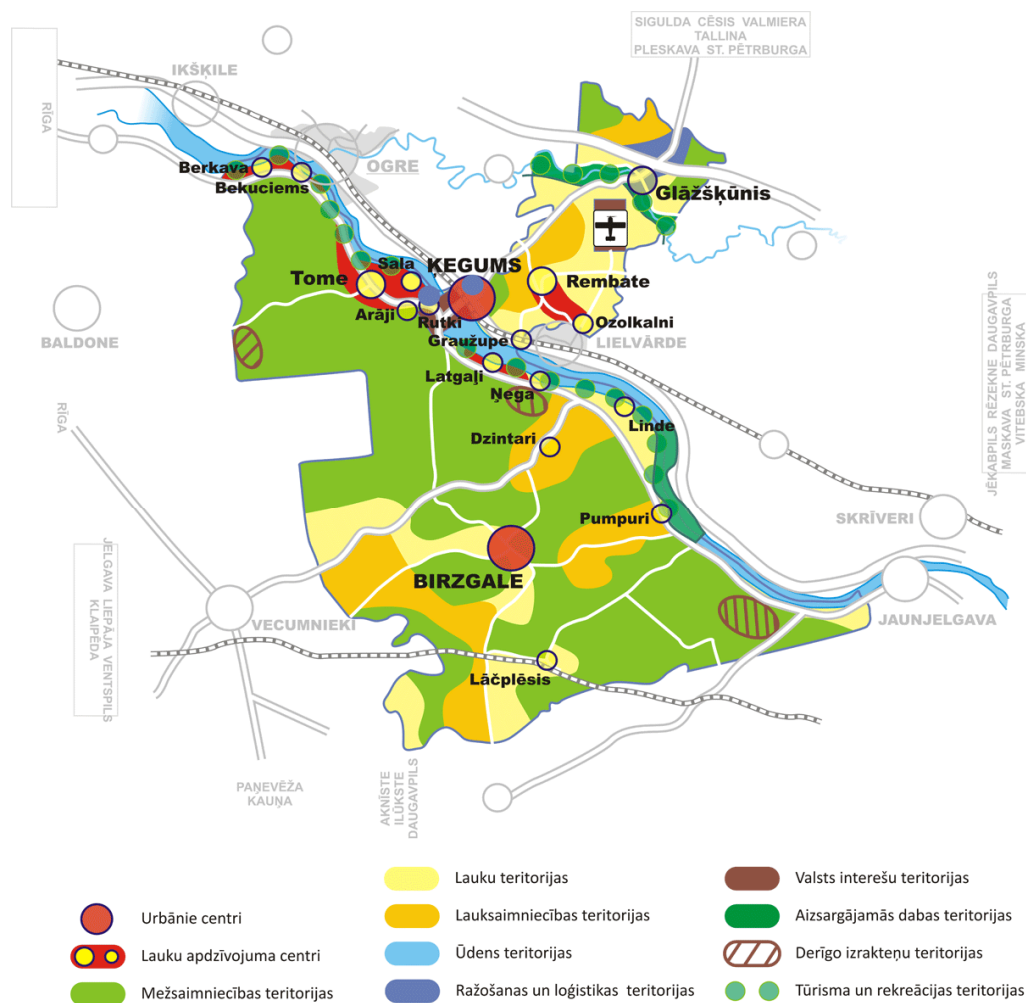 SIGULDA CĒSIS VALMIERA
TALLINA
PLESKAVA ST. PĒTRBURGA
IKŠĶILE
RĪGA
OGRE
Berkava
Bekuciems
Glāžšķūnis
Sala
ĶEGUMS
Tome
Rembate
Arāji
Rutki
Ozolkalni
BALDONE
Graužupe
LIELVĀRDE
JĒKABPILS RĒZEKNE DAUGAVPILS
MASKAVA ST. PĒTRBURGA
VITEBSKA MINSKA
Latgaļi
Ņega
RĪGA
Linde
Dzintari
Pumpuri
SKRĪVERI
BIRZGALE
JELGAVA LIEPĀJA VENTSPILS
KLAIPĒDA
VECUMNIEKI
JAUNJELGAVA
Lāčplēsis
PAŅEVĒŽA
KAUŅA
AKNĪSTE
ILŪKSTE
DAUGAVPILS
Urbānie centri
Lauku apdzīvojuma centri
Mežsaimniecības teritorijas
Lauku teritorijas
Lauksaimniecības teritorijas
Ūdens teritorijas
Ražošanas un loģistikas teritorijas
Valsts interešu teritorijas
Aizsargājamās dabas teritorijas
Derīgo izrakteņu teritorijas
Tūrisma un rekreācijas teritorijas